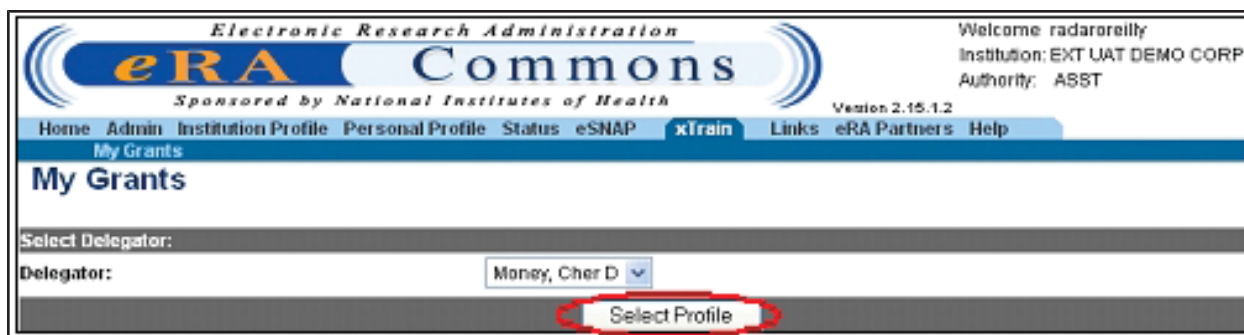 Electronic Research Administration
eRA Commons
Sponsored by National Institutes of Health
Welcome radaroreilly
Institution: EXT UAT DEMO CORP
Authority: ASST
Version 2.15.1.2
Home Admin Institution Profile Personal Profile Status eSNAP xTrain Links eRA Partners Help
My Grants
My Grants
Select Delegator:
Delegator: Money, Cher D
Select Profile